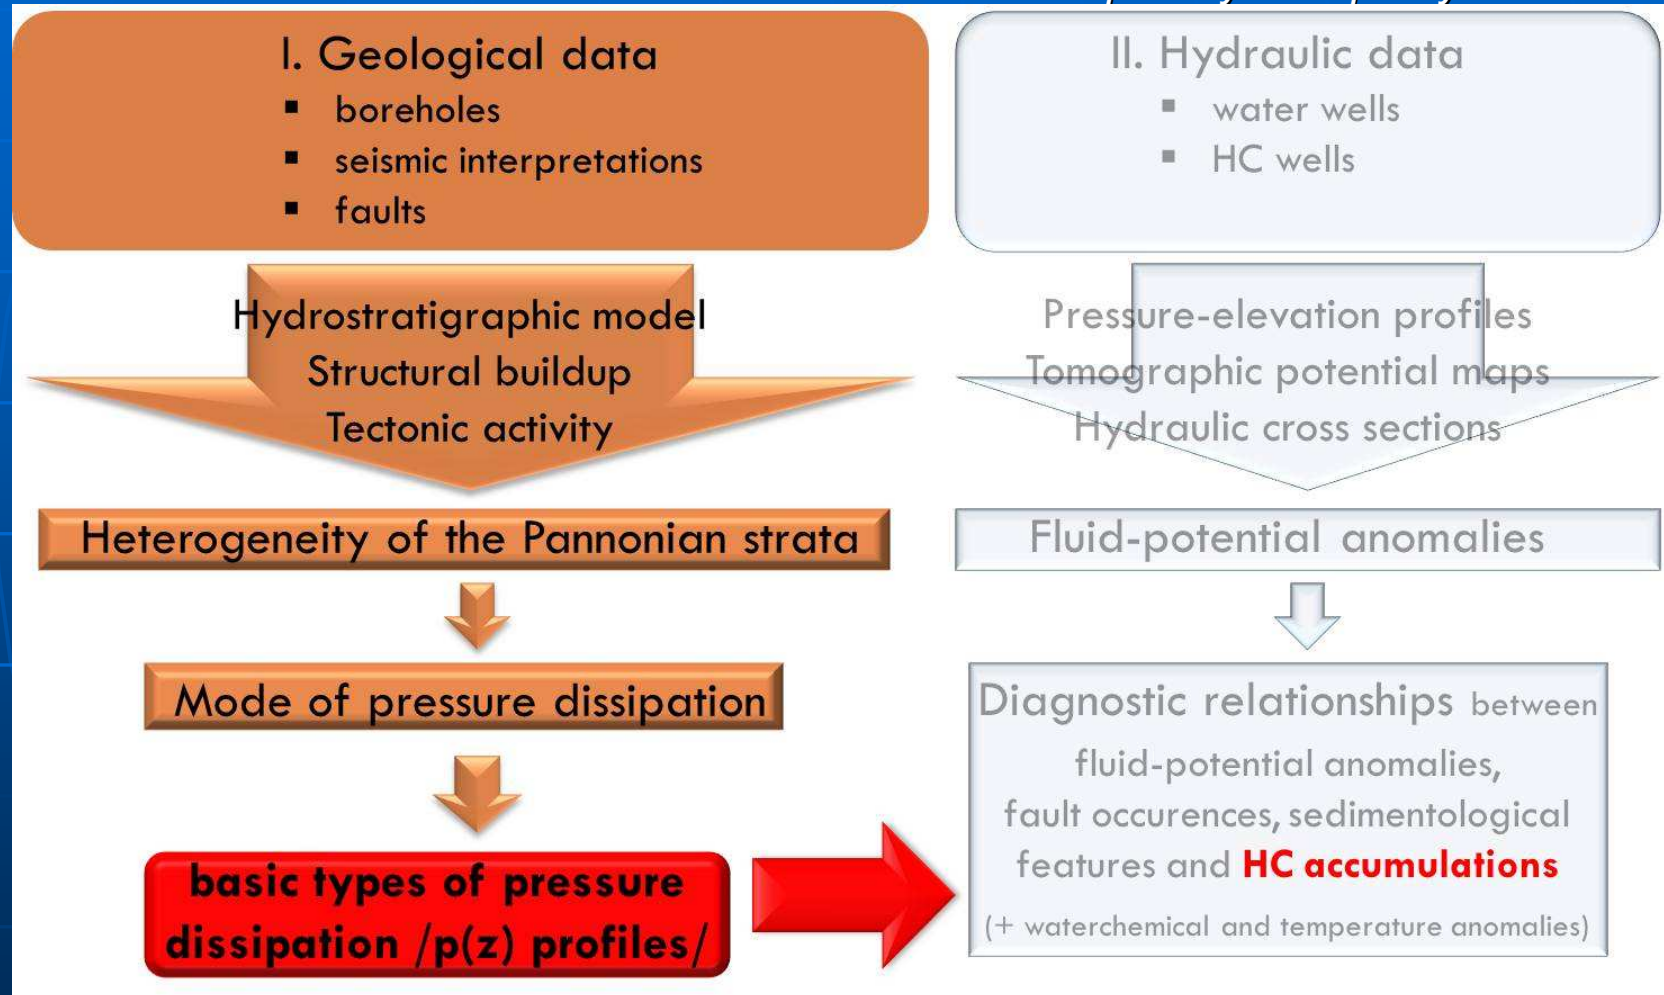 I. Geological data
▪ boreholes
▪ seismic interpretations
▪ faults
Hydrostratigraphic model
Structural buildup
Tectonic activity
Heterogeneity of the Pannonian strata
Mode of pressure dissipation
basic types of pressure
dissipation /p(z) profiles/
II. Hydraulic data
▪ water wells
▪ HC wells
Pressure-elevation profiles
Tomographic potential maps
Hydraulic cross sections
Fluid-potential anomalies
Diagnostic relationships between
fluid-potential anomalies,
fault occurences, sedimentological
features and HC accumulations
(+ waterchemical and temperature anomalies)